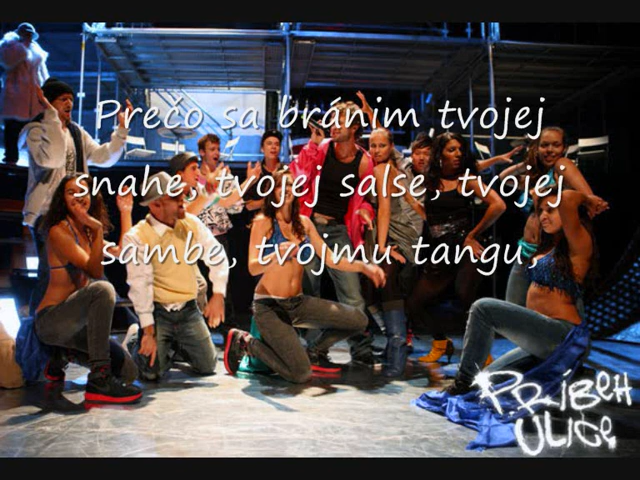 Prečo sa bránim tvojej
snahe, tvojej salse, tvojej
sambe, tvojmu tangu,
PRÍBEH
ULICE